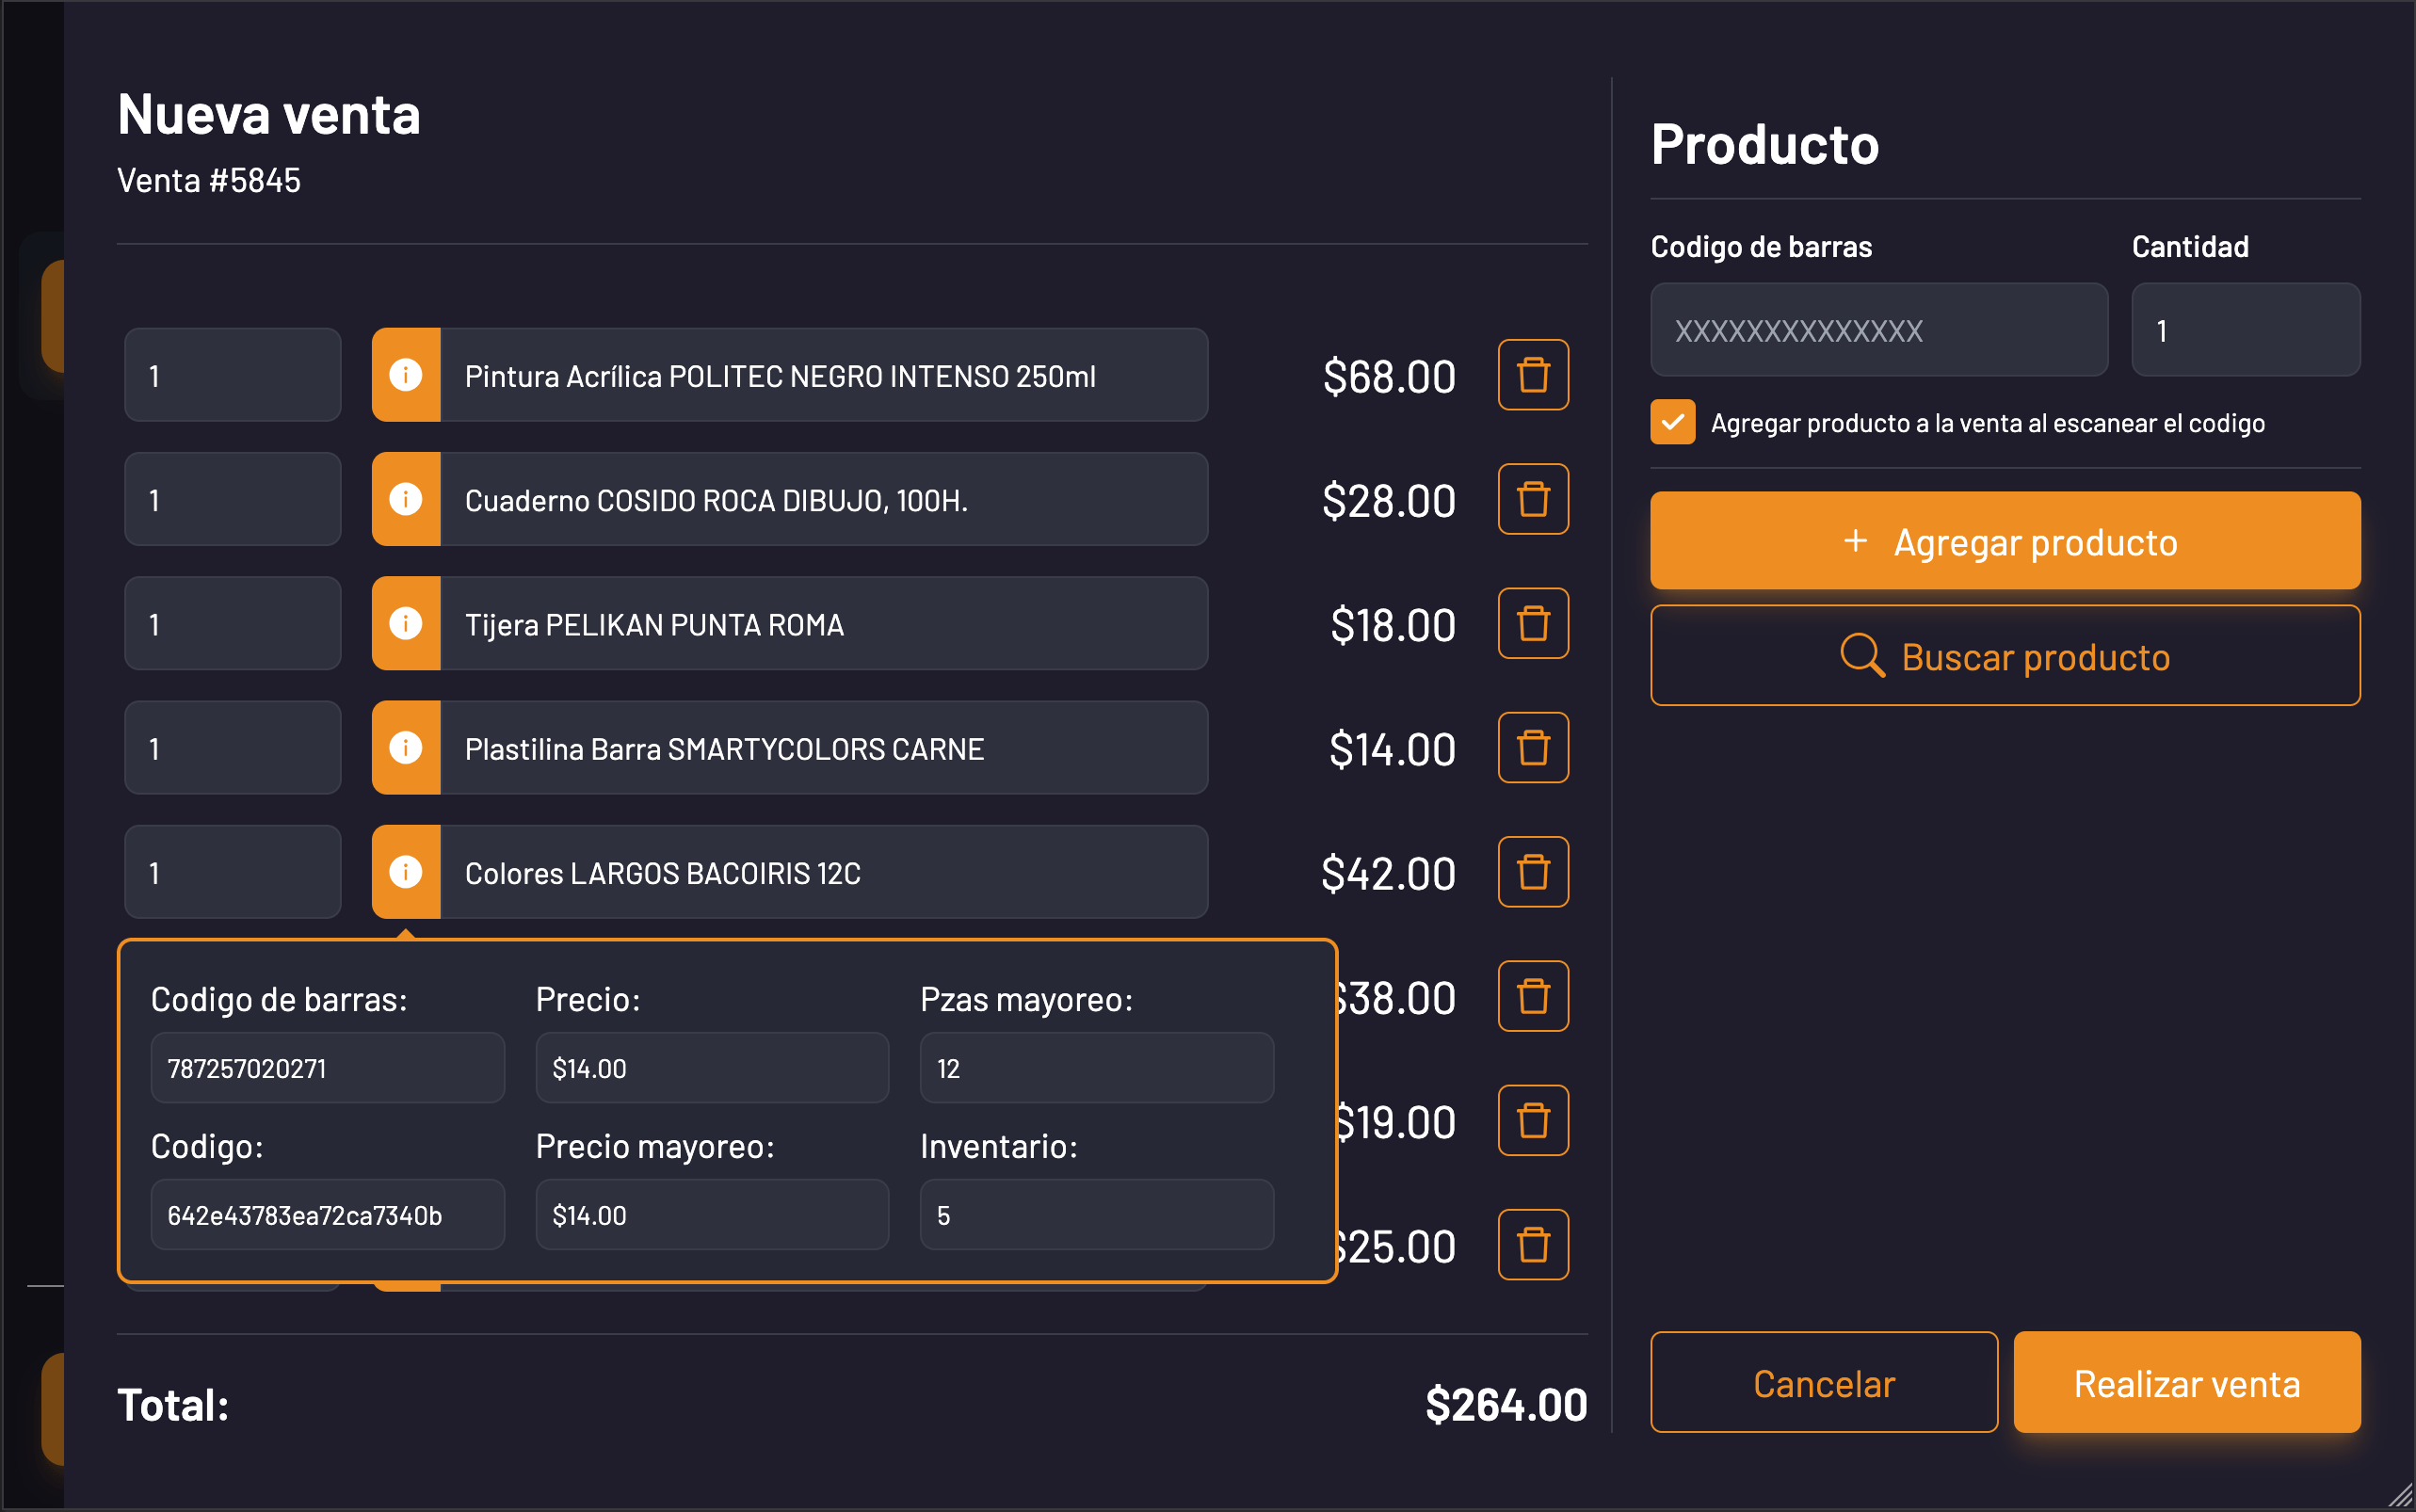 Nueva venta
Venta #5845
1 Pintura Acrílica POLITEC NEGRO INTENSO 250ml $68.00
1 Cuaderno COSIDO ROCA DIBUJO, 100H. $28.00
1 Tijera PELIKAN PUNTA ROMA $18.00
1 Plastilina Barra SMARTYCOLORS CARNE $14.00
1 Colores LARGOS BACOIRIS 12C $42.00
$38.00
$19.00
$25.00
Codigo de barras: Precio: Pzas mayoreo:
787257020271 $14.00 12
Codigo: Precio mayoreo: Inventario:
642e43783ea72ca7340b $14.00 5
Total: $264.00
Producto
Codigo de barras Cantidad
XXXXXXXXXXXXXX 1
Agregar producto a la venta al escanear el codigo
+ Agregar producto
Buscar producto
Cancelar Realizar venta